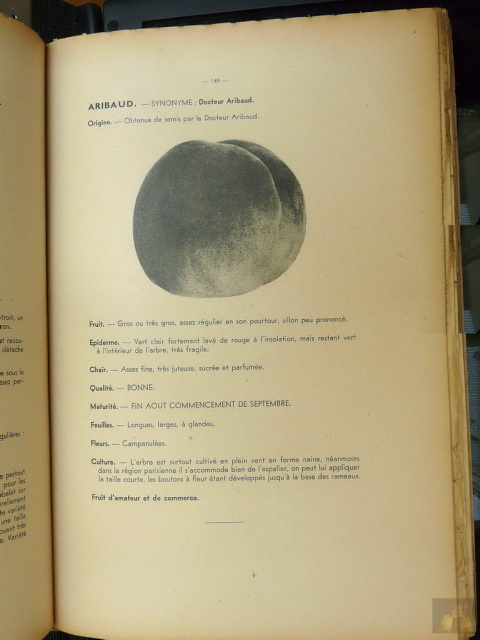 — 149 —
ARIBAUD. — SYNONYME : Docteur Aribaud.
Origine. — Obtenue de semis par le Docteur Aribaud.
Fruit. — Gros ou très gros, assez régulier en son pourtour, sillon peu prononcé.
Epiderme. — Vert clair fortement lavé de rouge à l'insolation, mais restant vert
à l'intérieur de l'arbre, très fragile.
Chair. — Assez fine, très juteuse, sucrée et parfumée.
Qualité. — BONNE.
Maturité. — FIN AOUT COMMENCEMENT DE SEPTEMBRE.
Feuilles. — Longues, larges, à glandes.
Fleurs. — Campanulées.
Culture. — L'arbre est surtout cultivé en plein vent en forme naine, néanmoins
dans la région parisienne il s'accommode bien de l'espalier, on peut lui appliquer
la taille courte, les boutons à fleur étant développés jusqu'à la base des rameaux.
Fruit d'amateur et de commerce.